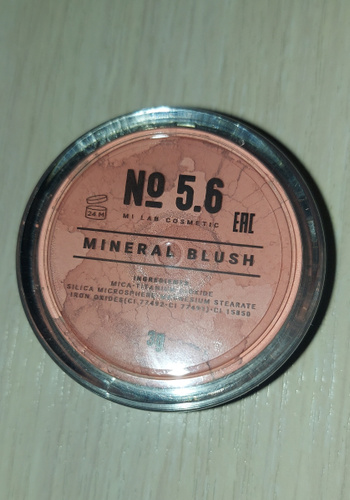 № 5.6
MI LAB COSMETIC
24 M
EAC
MINERAL BLUSH
INGREDIENTS:
MICA-TITANIUM DIOXIDE
SILICA MICROSPHERE MAGNESIUM STEARATE
IRON OXIDES(CI 77492-CI 77491)-CI 15850